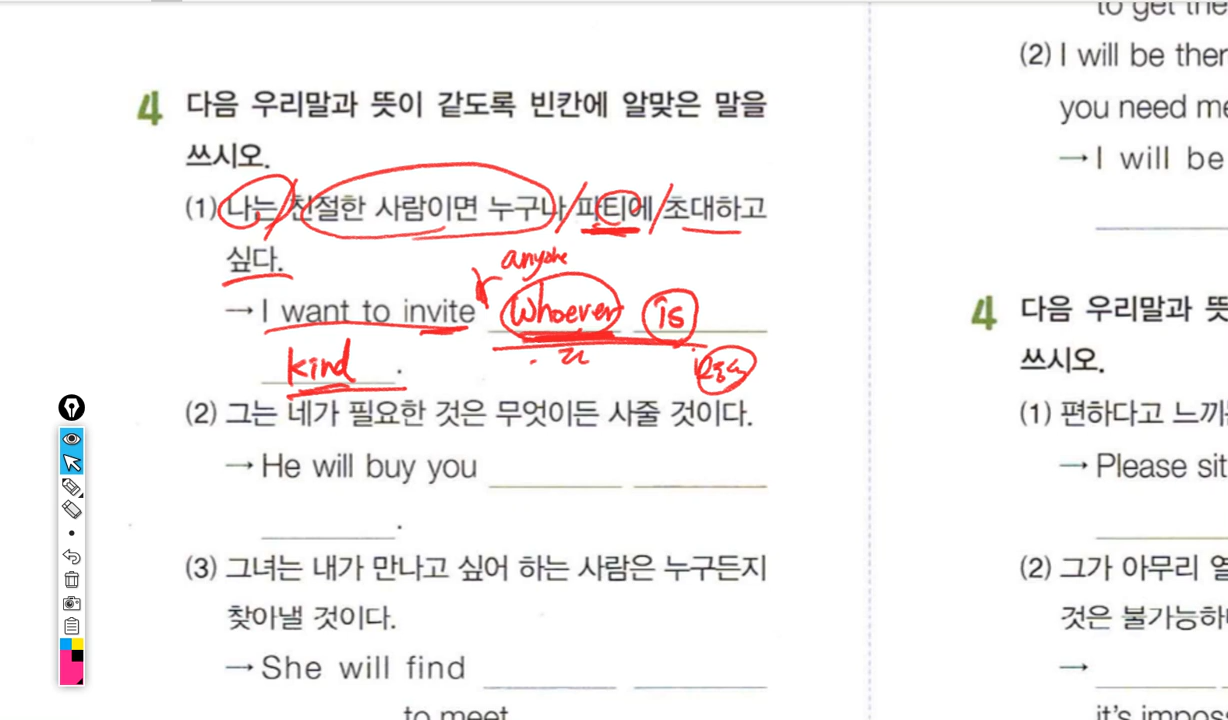 4 다음 우리말과 뜻이 같도록 빈칸에 알맞은 말을
쓰시오.
(1) 나는 친절한 사람이면 누구나 파티에 초대하고
싶다.
anyone
→ I want to invite whoever is
kind .
(2) 그는 네가 필요한 것은 무엇이든 사줄 것이다.
→ He will buy you
.
(3) 그녀는 내가 만나고 싶어 하는 사람은 누구든지
찾아낼 것이다.
→ She will find
to meet
to get the
(2) I will be ther
you need me
→ I will be
4 다음 우리말과 뜻
쓰시오.
(1) 편하다고 느끼
→ Please sit
(2) 그가 아무리 열
것은 불가능하
→
it's imposs